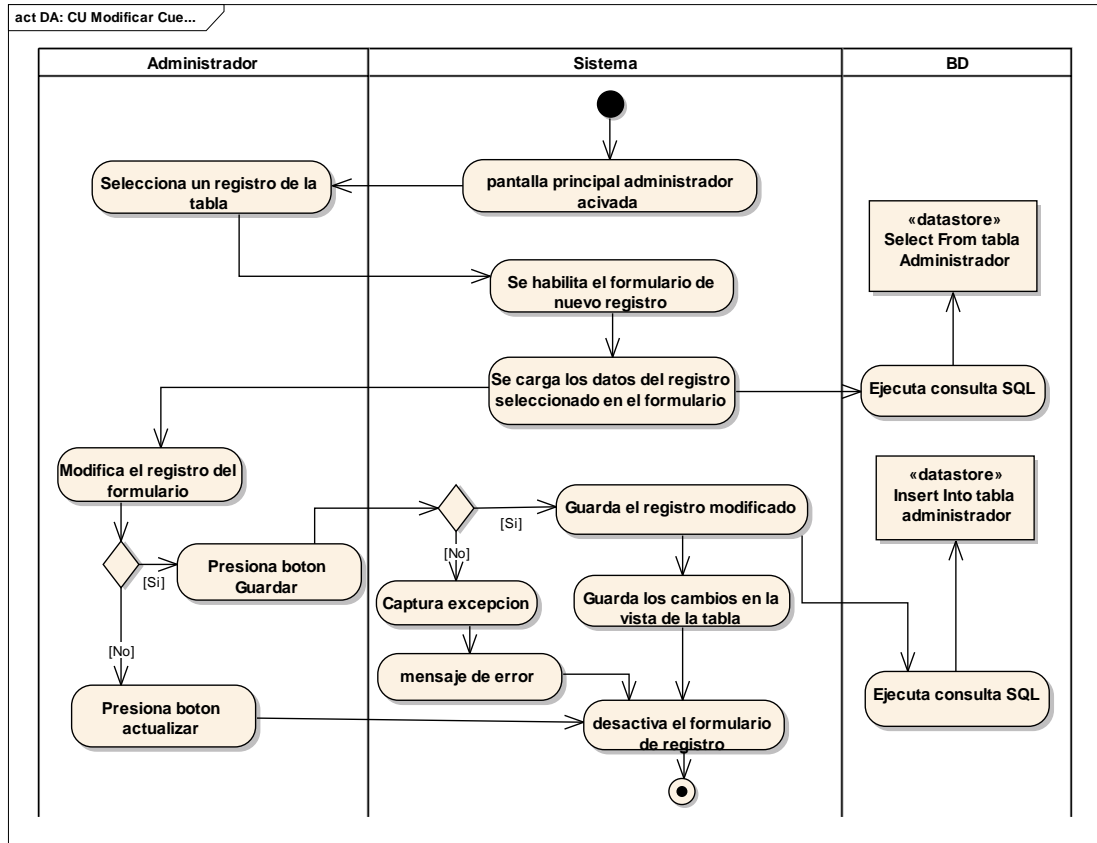 act DA: CU Modificar Cue...
Administrador
Sistema
BD
Selecciona un registro de la
tabla
pantalla principal administrador
acivada
«datastore»
Select From tabla
Administrador
Se habilita el formulario de
nuevo registro
Se carga los datos del registro
seleccionado en el formulario
Ejecuta consulta SQL
Modifica el registro del
formulario
«datastore»
Insert Into tabla
administrador
Guarda el registro modificado
[Si]
[No]
Presiona boton
Guardar
[Si]
Captura excepcion
Guarda los cambios en la
vista de la tabla
[No]
mensaje de error
Ejecuta consulta SQL
Presiona boton
actualizar
desactiva el formulario
de registro